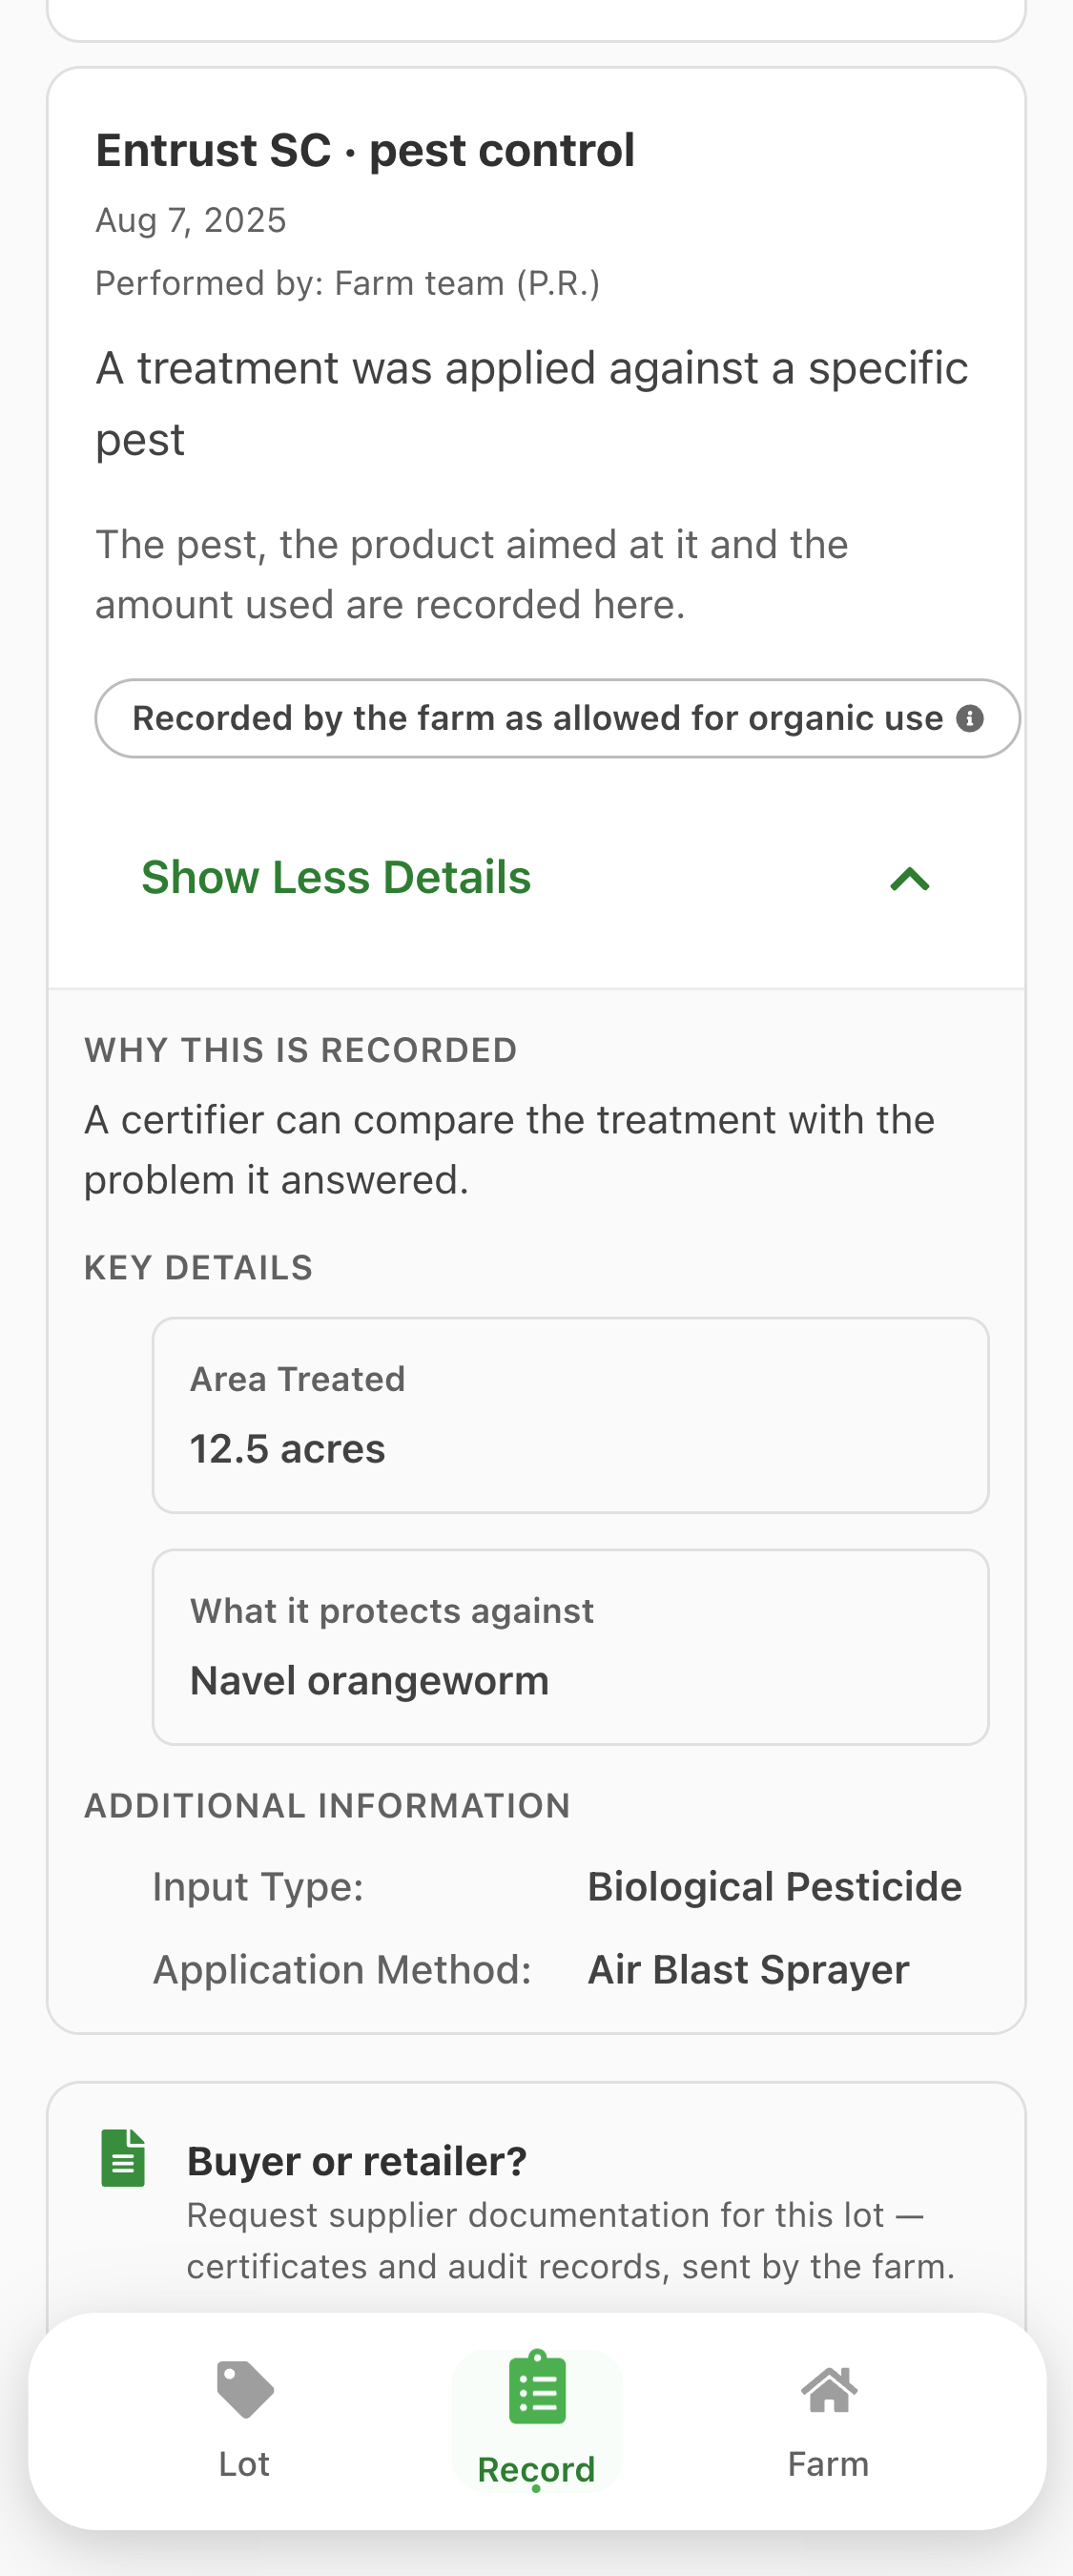 Entrust SC · pest control
Aug 7, 2025
Performed by: Farm team (P.R.)
A treatment was applied against a specific
pest
The pest, the product aimed at it and the
amount used are recorded here.
Recorded by the farm as allowed for organic use
Show Less Details
WHY THIS IS RECORDED
A certifier can compare the treatment with the
problem it answered.
KEY DETAILS
Area Treated
12.5 acres
What it protects against
Navel orangeworm
ADDITIONAL INFORMATION
Input Type: Biological Pesticide
Application Method: Air Blast Sprayer
Buyer or retailer?
Request supplier documentation for this lot —
certificates and audit records, sent by the farm.
Lot Record Farm